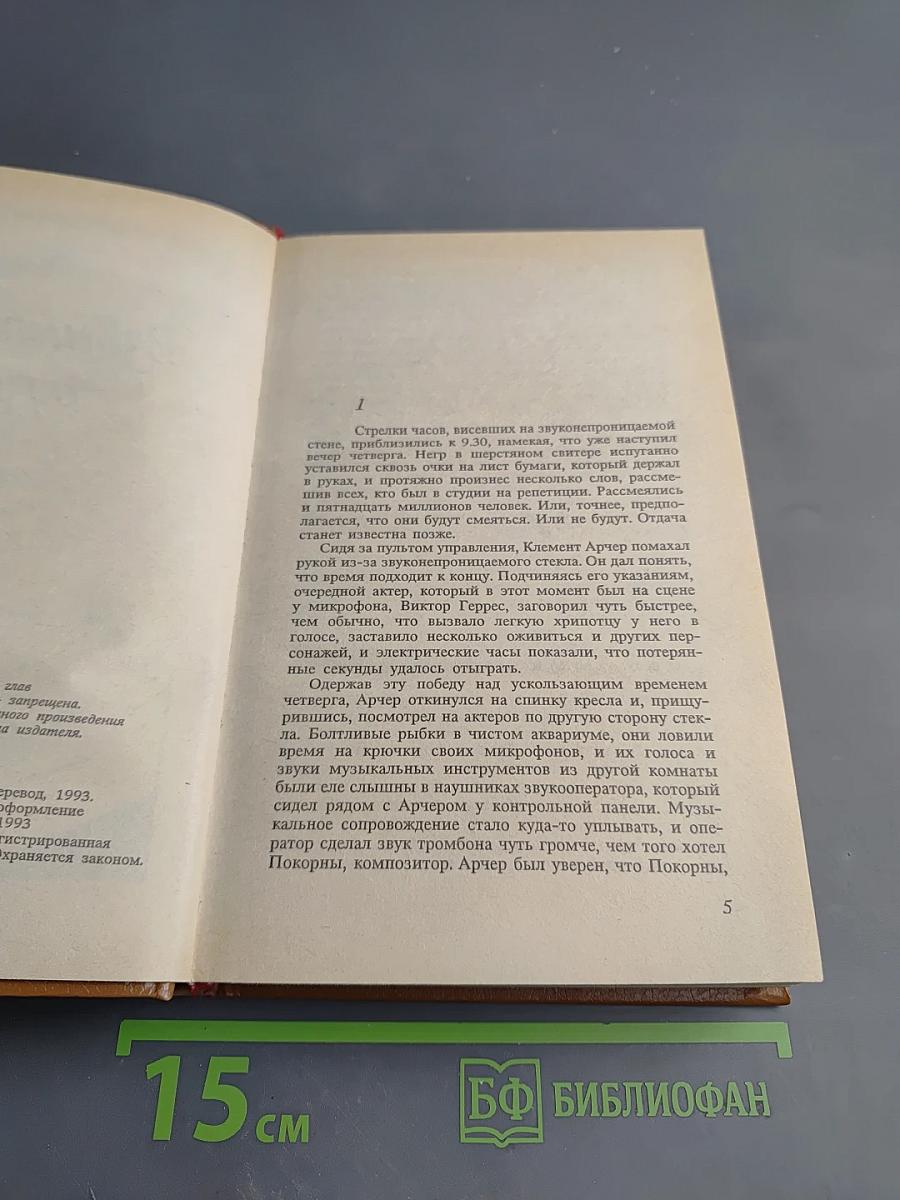 глав
запрещена.
ного произведения
а издателя.
еревод, 1993.
оформление
1993
гистрированная
охраняется законом.
1
Стрелки часов, висевших на звуконепроницаемой
стене, приблизились к 9.30, намекая, что уже наступил
вечер четверга. Негр в шерстяном свитере испуганно
уставился сквозь очки на лист бумаги, который держал
в руках, и протяжно произнес несколько слов, рассме-
шив всех, кто был в студии на репетиции. Рассмеялись
и пятнадцать миллионов человек. Или, точнее, предпо-
лагается, что они будут смеяться. Или не будут. Отдача
станет известна позже.
Сидя за пультом управления, Клемент Арчер помахал
рукой из-за звуконепроницаемого стекла. Он дал понять,
что время подходит к концу. Подчиняясь его указаниям,
очередной актер, который в этот момент был на сцене
у микрофона, Виктор Геррес, заговорил чуть быстрее,
чем обычно, что вызвало легкую хрипотцу у него в
голосе, заставило несколько оживиться и других пер-
сонажей, и электрические часы показали, что потерян-
ные секунды удалось отыграть.
Одержав эту победу над ускользающим временем
четверга, Арчер откинулся на спинку кресла и, прищу-
рившись, посмотрел на актеров по другую сторону стек-
ла. Болтливые рыбки в чистом аквариуме, они ловили
время на крючки своих микрофонов, и их голоса и
звуки музыкальных инструментов из другой комнаты
были еле слышны в наушниках звукооператора, который
сидел рядом с Арчером у контрольной панели. Музы-
кальное сопровождение стало куда-то уплывать, и опе-
ратор сделал звук тромбона чуть громче, чем того хотел
Покорны, композитор. Арчер был уверен, что Покорны,
5
15 см
БФ БИБЛИОФАН